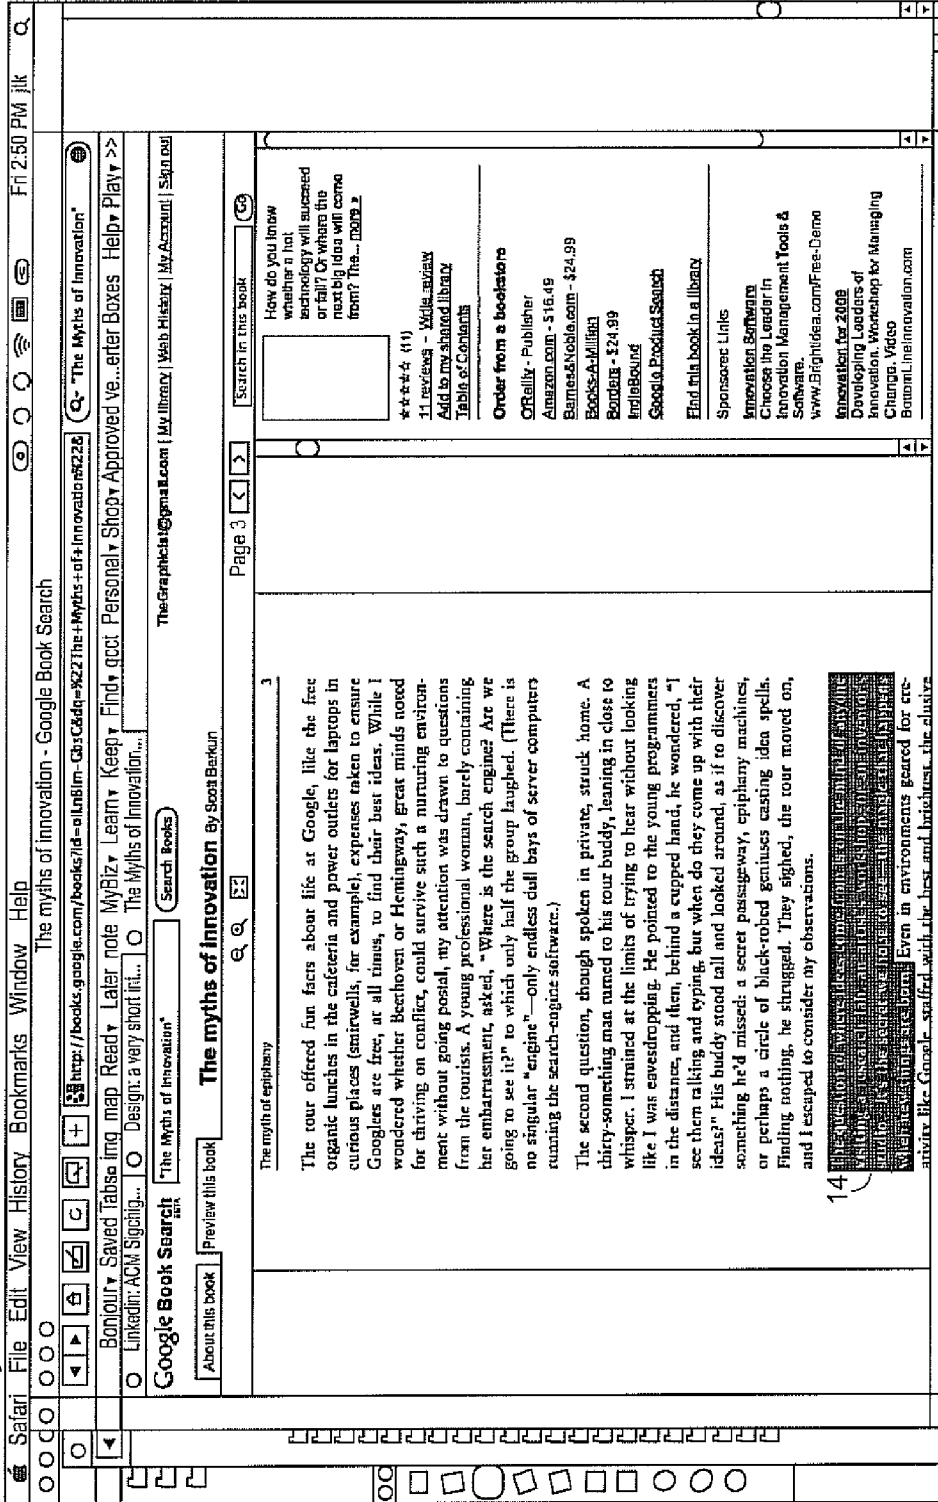 Safari File Edit View History Bookmarks Window Help Fri 2:50 PM jtk
The myths of innovation - Google Book Search
"The Myths of Innovation"
Bonjour Saved Tabs map Read Later note MyBiz Learn Keep Find qcct Personal Shop Approved ve...erter Boxes Help Play >>
Linkedin: ACM Sigchig... Design: a very short ini... The Myths of Innovation...
Google Book Search "The Myths of Innovation" Search Books
BETA
TheGraphicist@gmail.com | My library | Web History | My Account | Sign out
About this book Preview this book The myths of innovation By Scott Berkun
Page 3 < > Search in this book Go
The myth of epiphany 3
The tour offered fun facts about life at Google, like the free
organic lunches in the cafeteria and power outlets for laptops in
curious places (stairwells, for example), expenses taken to ensure
Googlers are free, at all times, to find their best ideas. While I
wondered whether Beethoven or Hemingway, great minds noted
for thriving on conflict, could survive such a nurturing environ-
ment without going postal, my attention was drawn to questions
from the tourists. A young professional woman, barely containing
her embarrassment, asked, "Where is the search engine? Are we
going to see it?" to which only half the group laughed. (There is
no singular "engine"—only endless dull bays of server computers
running the search-engine software.)
The second question, though spoken in private, struck home. A
thirty-something man turned to his tour buddy, leaning in close to
whisper. I strained at the limits of trying to hear without looking
like I was eavesdropping. He pointed to the young programmers
in the distance, and then, behind a cupped hand, he wondered, "I
see them talking and typing, but when do they come up with their
ideas?" His buddy stood tall and looked around, as if to discover
something he'd missed: a secret passageway, epiphany machines,
or perhaps a circle of black-robed geniuses casting idea spells.
Finding nothing, he shrugged. They sighed, the tour moved on,
and I escaped to consider my observations.
14
Even in environments geared for cre-
ativity like Google, staffed with the best and brightest, the elusive
How do you know
whether a hot
technology will succeed
or fail? Or where the
next big idea will come
from? The... more »
(11)
11 reviews - Write review
Add to my shared library
Table of Contents
Order from a bookstore
O'Reilly - Publisher
Amazon.com - $16.49
Barnes&Noble.com - $24.99
Books-A-Million
Borders - $24.99
IndieBound
Google Product Search
Find this book in a library
Sponsored Links
Innovation Software
Choose the Leader In
Innovation Management Tools &
Software.
www.BrightIdea.com/Free-Demo
Innovation for 2009
Developing Leaders of
Innovation. Workshop for Managing
Change. Video
BottomLineInnovation.com